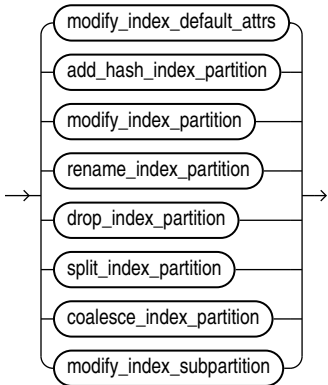 modify_index_default_attrs
add_hash_index_partition
modify_index_partition
rename_index_partition
drop_index_partition
split_index_partition
coalesce_index_partition
modify_index_subpartition